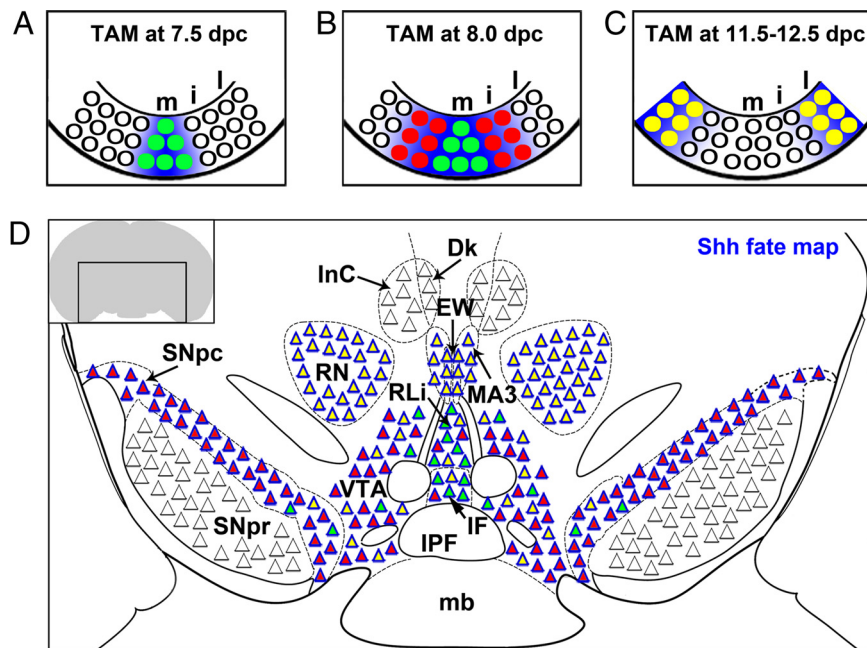 A
TAM at 7.5 dpc
m
i
l
B
TAM at 8.0 dpc
m
i
l
C
TAM at 11.5-12.5 dpc
m
i
l
D
Shh fate map
Dk
InC
EW
SNpc
RN
RLi
MA3
VTA
SNpr
IF
IPF
mb